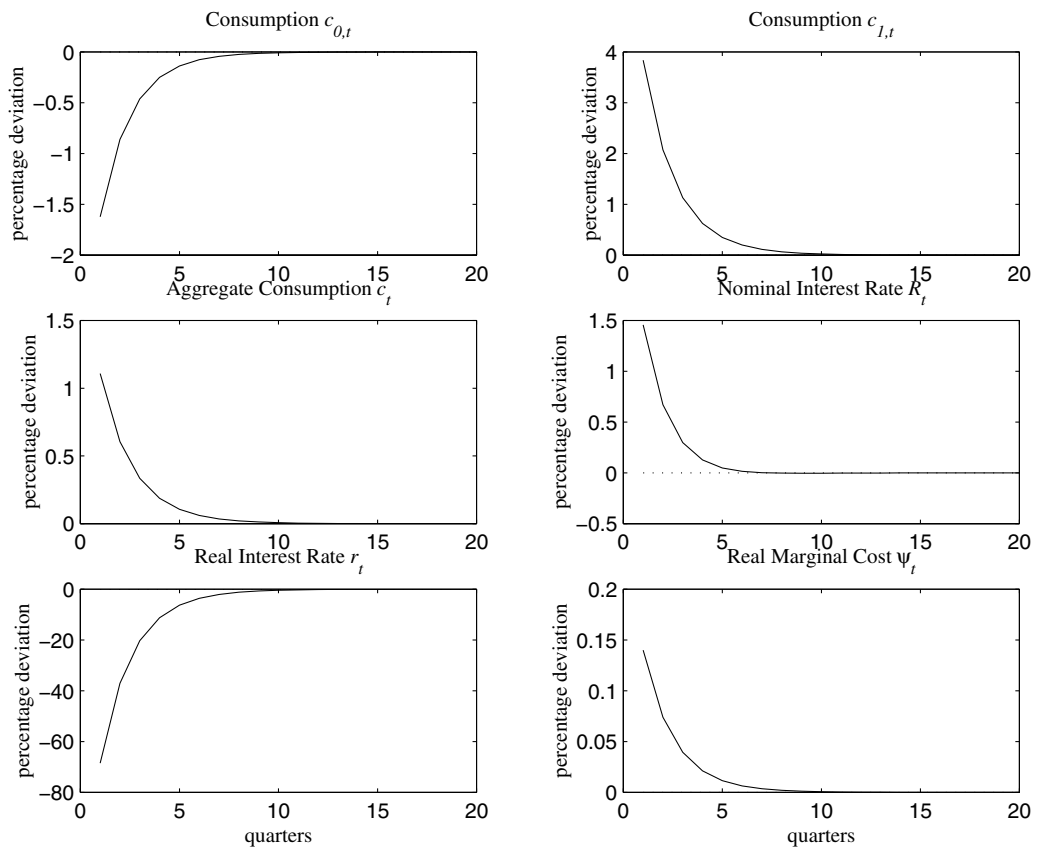 Consumption c0,t
percentage deviation
0
−0.5
−1
−1.5
−2
0 5 10 15 20
Consumption c1,t
percentage deviation
4
3
2
1
0
0 5 10 15 20
Aggregate Consumption ct
percentage deviation
1.5
1
0.5
0
0 5 10 15 20
Nominal Interest Rate Rt
percentage deviation
1.5
1
0.5
0
−0.5
0 5 10 15 20
Real Interest Rate rt
percentage deviation
0
−20
−40
−60
−80
0 5 10 15 20
quarters
Real Marginal Cost ψt
percentage deviation
0.2
0.15
0.1
0.05
0
0 5 10 15 20
quarters